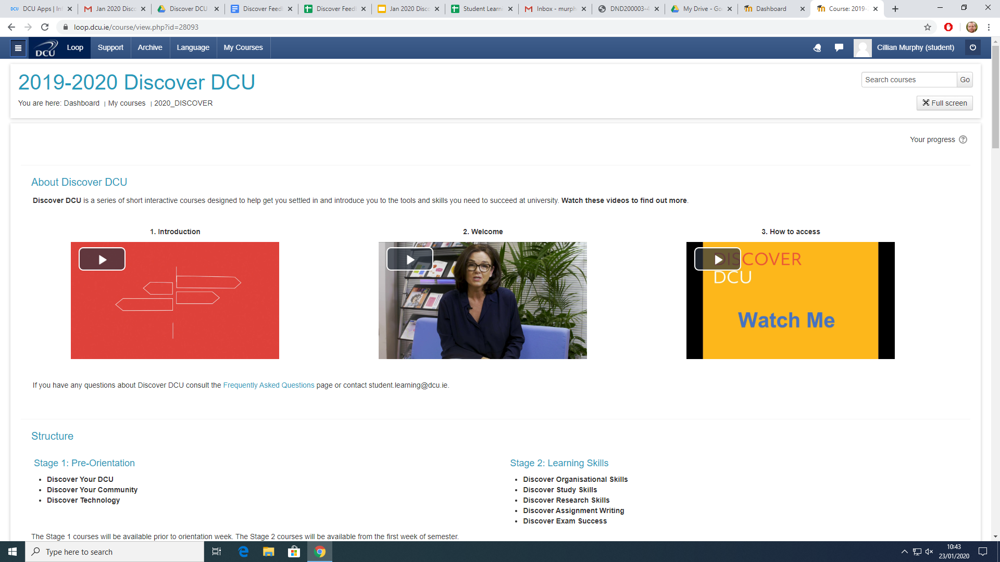 DCU Apps | Inf
Jan 2020 Disco
Discover DCU
Discover Feed
Discover Feed
Jan 2020 Disco
Student Learni
Inbox - murph
DND200003-4
My Drive - Go
Dashboard
Course: 2019-
loop.dcu.ie/course/view.php?id=28093
DCU
Loop
Support
Archive
Language
My Courses
Cillian Murphy (student)
2019-2020 Discover DCU
Search courses
Go
You are here: Dashboard | My courses | 2020_DISCOVER
Full screen
Your progress
About Discover DCU
Discover DCU is a series of short interactive courses designed to help get you settled in and introduce you to the tools and skills you need to succeed at university. Watch these videos to find out more.
1. Introduction
2. Welcome
3. How to access
DISCOVER
DCU
Watch Me
If you have any questions about Discover DCU consult the Frequently Asked Questions page or contact student.learning@dcu.ie.
Structure
Stage 1: Pre-Orientation
• Discover Your DCU
• Discover Your Community
• Discover Technology
Stage 2: Learning Skills
• Discover Organisational Skills
• Discover Study Skills
• Discover Research Skills
• Discover Assignment Writing
• Discover Exam Success
The Stage 1 courses will be available prior to orientation week. The Stage 2 courses will be available from the first week of semester.
Type here to search
10:43
23/01/2020